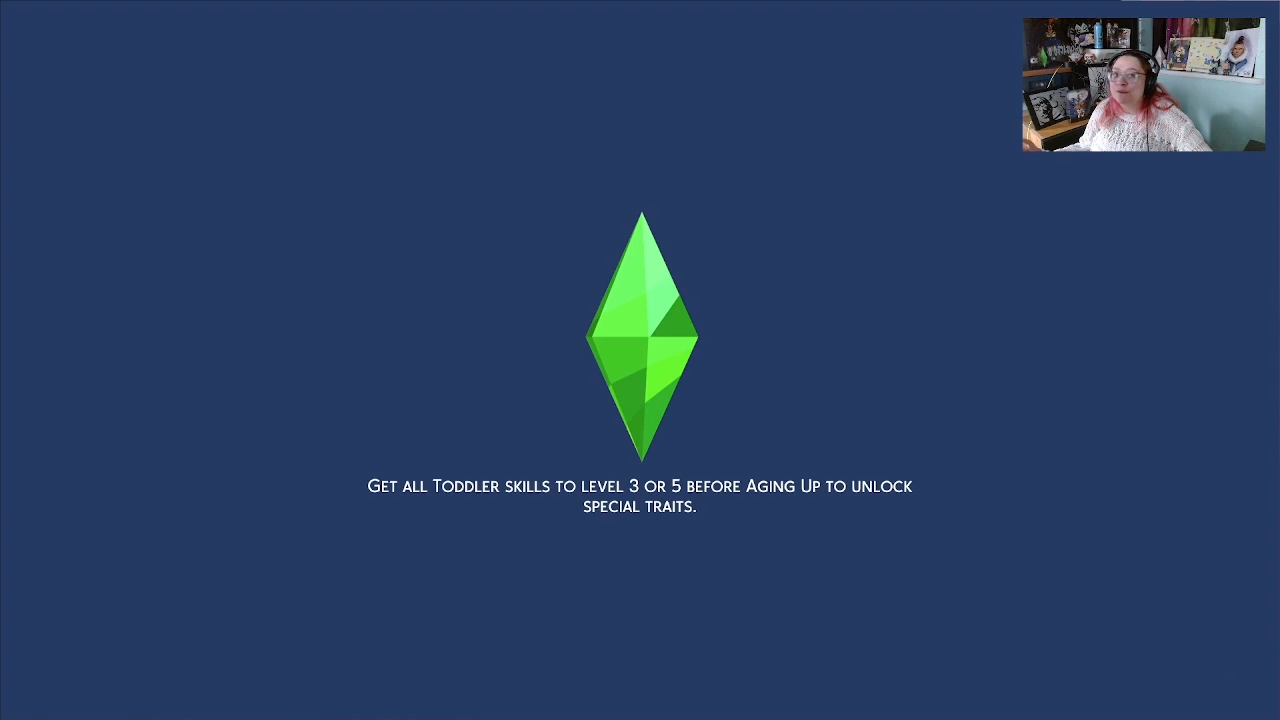 Get all Toddler skills to level 3 or 5 before Aging Up to unlock
special traits.